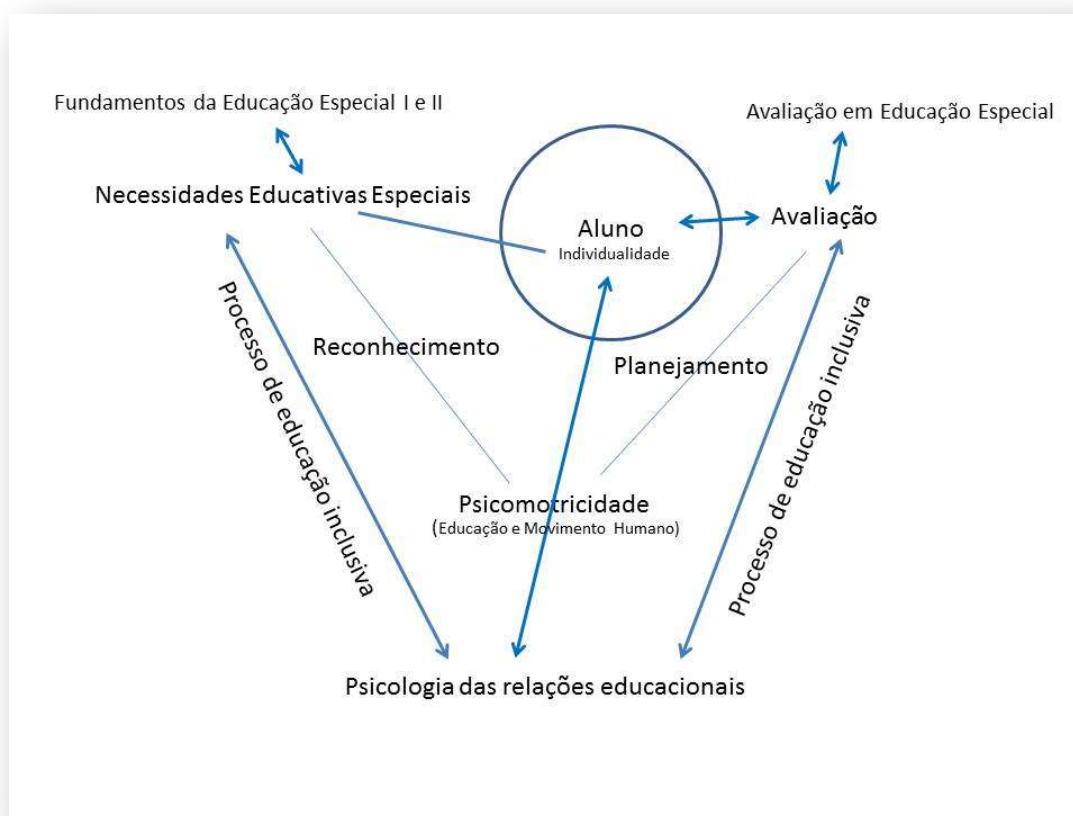 Fundamentos da Educação Especial I e II
Avaliação em Educação Especial
Necessidades Educativas Especiais
Aluno
Individualidade
Avaliação
Processo de educação inclusiva
Reconhecimento
Planejamento
Processo de educação inclusiva
Psicomotricidade
(Educação e Movimento Humano)
Psicologia das relações educacionais